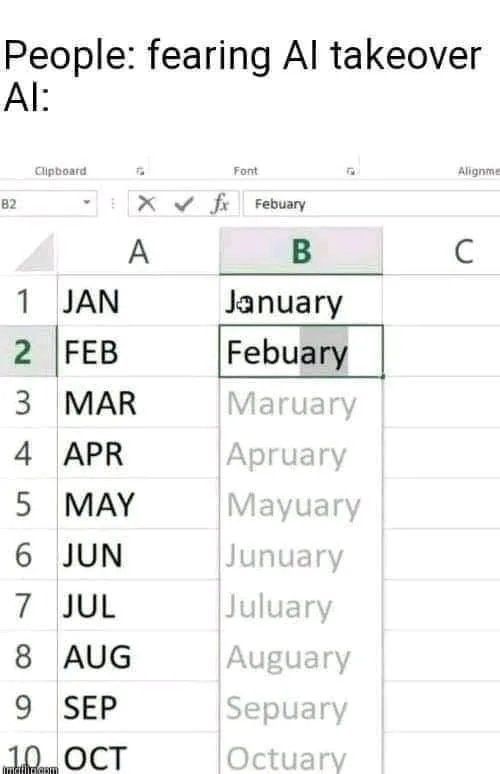 People: fearing AI takeover
AI:
Clipboard Font Alignme
B2 fx Febuary
A B C
1 JAN January
2 FEB Febuary
3 MAR Maruary
4 APR Apruary
5 MAY Mayuary
6 JUN Junuary
7 JUL Juluary
8 AUG Auguary
9 SEP Sepuary
10 OCT Octuary
imgflip.com